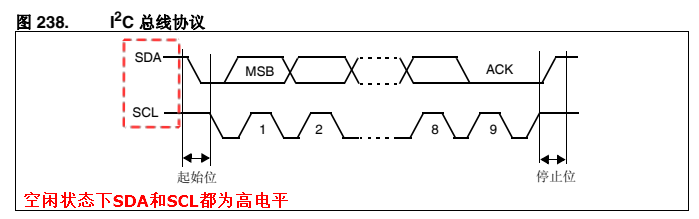 图 238. I²C 总线协议
SDA MSB ACK
SCL 1 2 8 9
起始位 停止位
空闲状态下SDA和SCL都为高电平